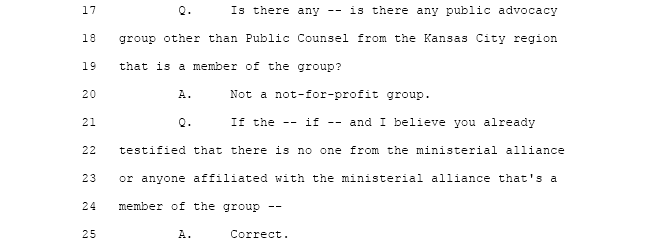 17 Q. Is there any -- is there any public advocacy
18 group other than Public Counsel from the Kansas City region
19 that is a member of the group?
20 A. Not a not-for-profit group.
21 Q. If the -- if -- and I believe you already
22 testified that there is no one from the ministerial alliance
23 or anyone affiliated with the ministerial alliance that's a
24 member of the group --
25 A. Correct.